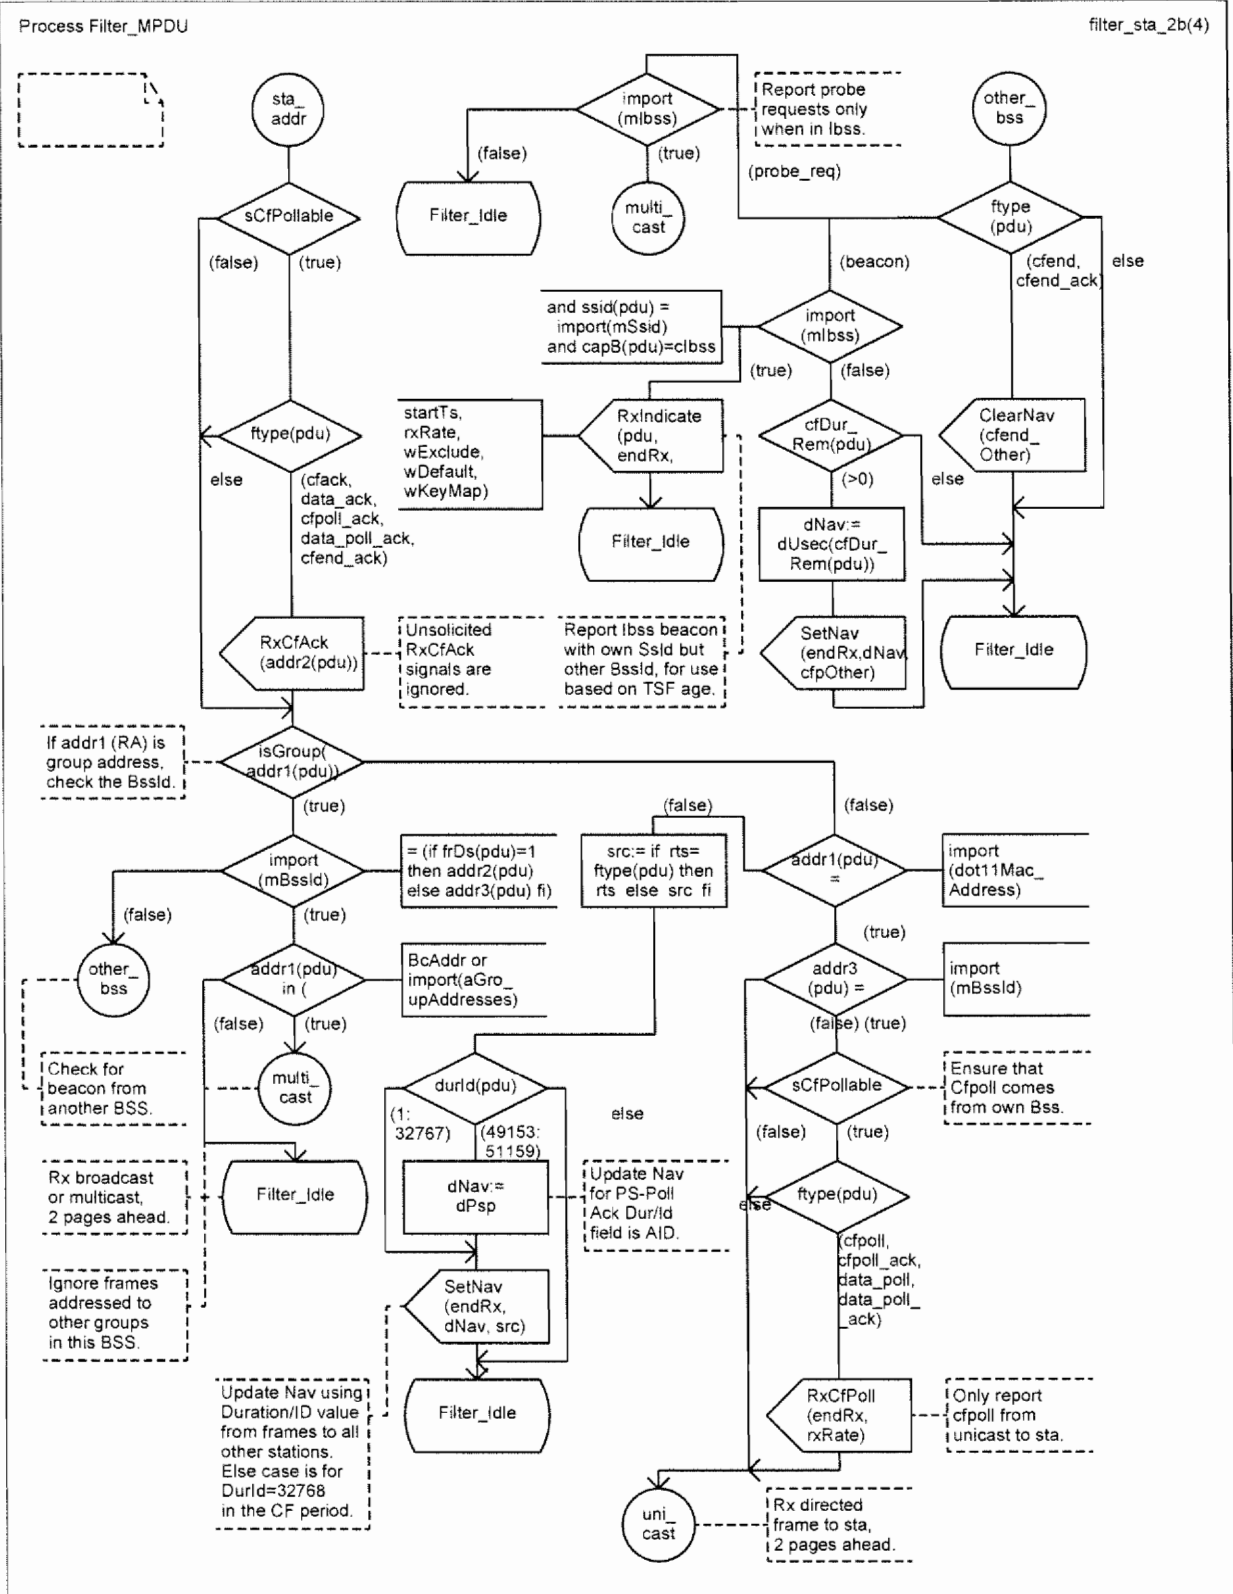 Process Filter_MPDU
filter_sta_2b(4)
sta_
addr
import
(mIbss)
Report probe
requests only
when in Ibss.
other_
bss
(false)
(true)
(probe_req)
sCfPollable
Filter_Idle
multi_
cast
ftype
(pdu)
(false)
(true)
(beacon)
(cfend,
cfend_ack)
else
and ssid(pdu) =
import(mSsid)
and capB(pdu)=cIbss
import
(mIbss)
(true)
(false)
ftype(pdu)
startTs,
rxRate,
wExclude,
wDefault,
wKeyMap)
RxIndicate
(pdu,
endRx,
cfDur_
Rem(pdu)
ClearNav
(cfend_
Other)
else
(cfack,
data_ack,
cfpoll_ack,
data_poll_ack,
cfend_ack)
(>0)
else
Filter_Idle
dNav:=
dUsec(cfDur_
Rem(pdu))
RxCfAck
(addr2(pdu))
Unsolicited
RxCfAck
signals are
ignored.
Report Ibss beacon
with own SsId but
other BssId, for use
based on TSF age.
SetNav
(endRx,dNav
cfpOther)
Filter_Idle
If addr1 (RA) is
group address,
check the BssId.
isGroup(
addr1(pdu))
(true)
(false)
(false)
import
(mBssId)
= (if frDs(pdu)=1
then addr2(pdu)
else addr3(pdu) fi)
src:= if rts=
ftype(pdu) then
rts else src fi
addr1(pdu)
=
import
(dot11Mac_
Address)
(false)
(true)
(true)
other_
bss
addr1(pdu)
in (
BcAddr or
import(aGro_
upAddresses)
addr3
(pdu) =
import
(mBssId)
(false)
(true)
(false) (true)
Check for
beacon from
another BSS.
multi_
cast
durId(pdu)
sCfPollable
Ensure that
Cfpoll comes
from own Bss.
(1:
32767)
(49153:
51159)
else
(false)
(true)
Rx broadcast
or multicast,
2 pages ahead.
Filter_Idle
dNav:=
dPsp
Update Nav
for PS-Poll
Ack Dur/Id
field is AID.
ftype(pdu)
else
(cfpoll,
cfpoll_ack,
data_poll,
data_poll_
_ack)
Ignore frames
addressed to
other groups
in this BSS.
SetNav
(endRx,
dNav, src)
Update Nav using
Duration/ID value
from frames to all
other stations.
Else case is for
DurId=32768
in the CF period.
Filter_Idle
RxCfPoll
(endRx,
rxRate)
Only report
cfpoll from
unicast to sta.
uni_
cast
Rx directed
frame to sta,
2 pages ahead.